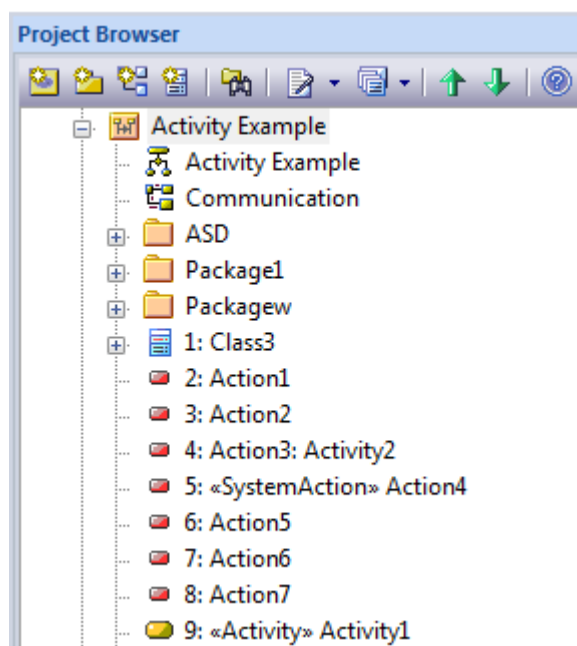 Project Browser
Activity Example
Activity Example
Communication
ASD
Package1
Packagew
1: Class3
2: Action1
3: Action2
4: Action3: Activity2
5: «SystemAction» Action4
6: Action5
7: Action6
8: Action7
9: «Activity» Activity1